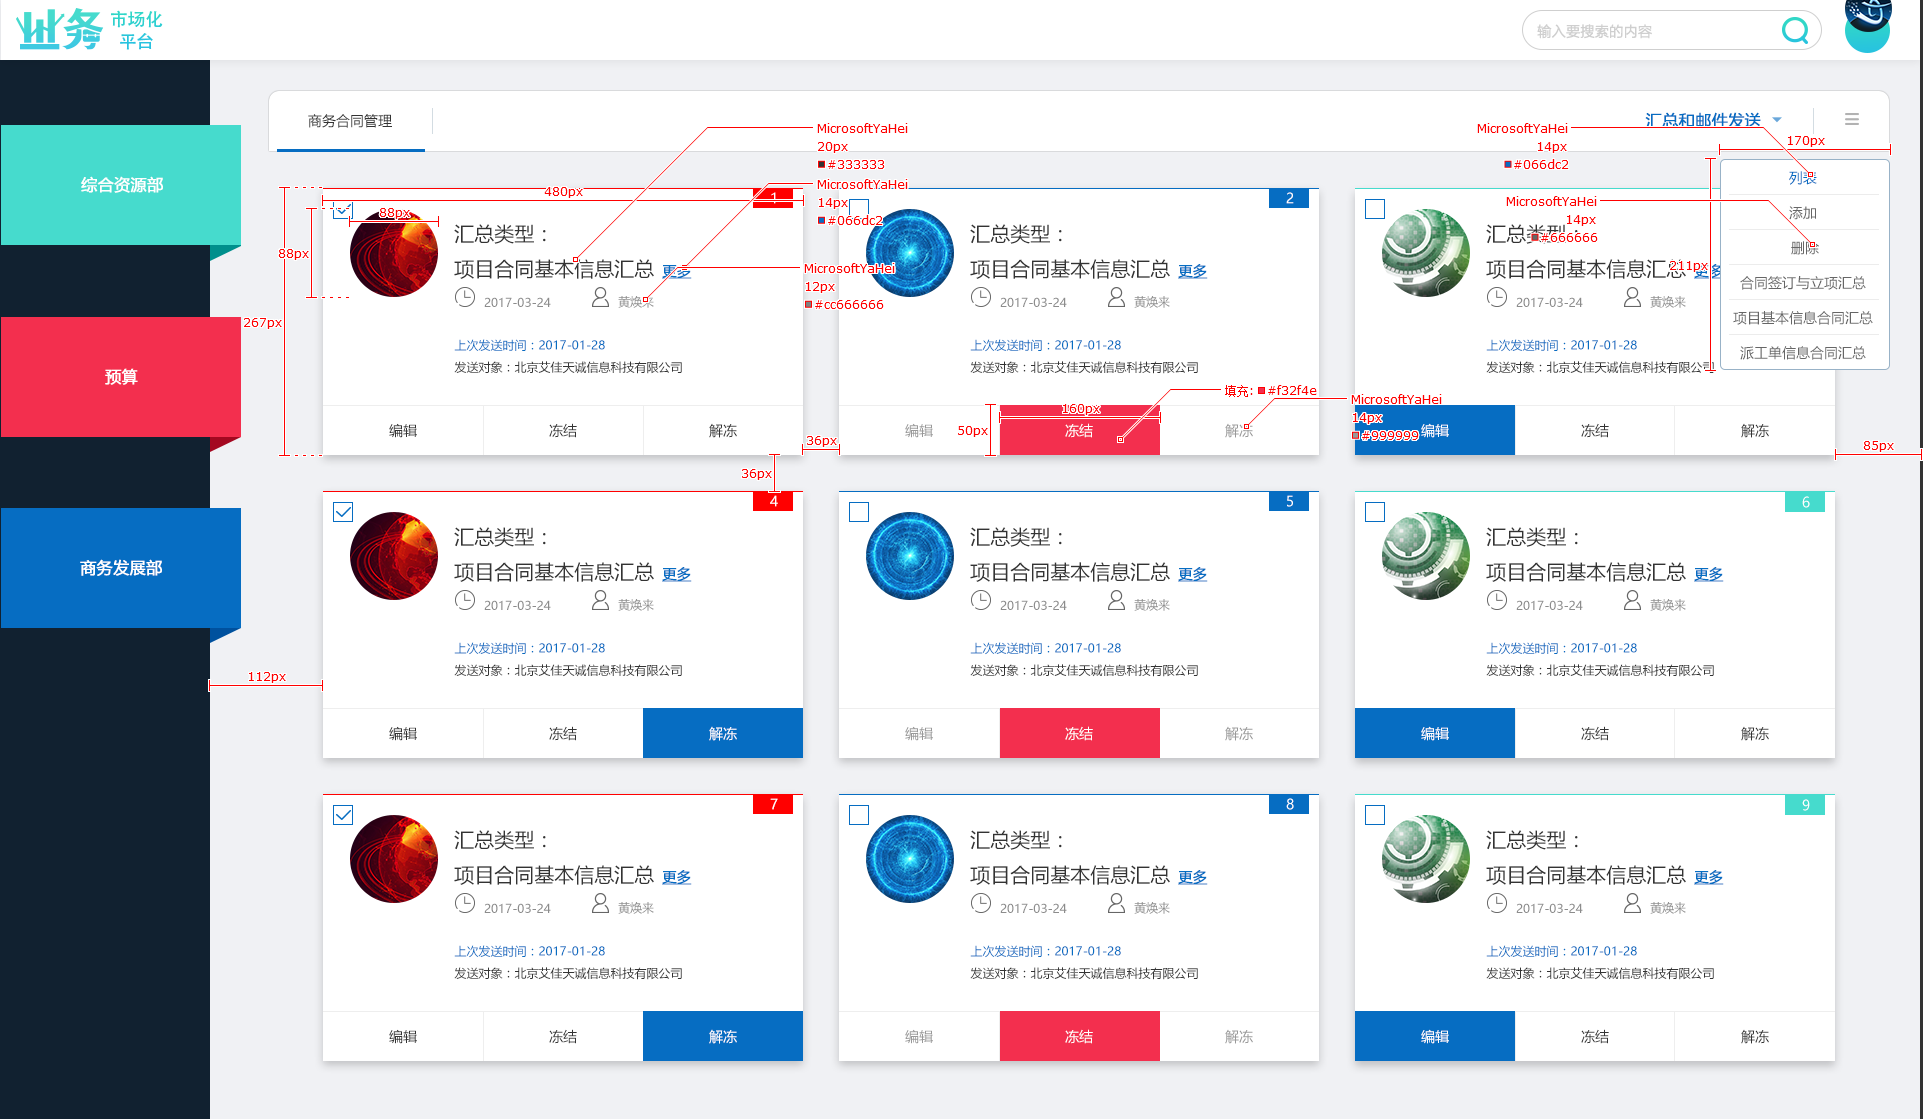 业务 市场化
平台
输入要搜索的内容
综合资源部
预算
商务发展部
商务合同管理
汇总和邮件发送
MicrosoftYaHei
20px
#333333
MicrosoftYaHei
14px
#066dc2
MicrosoftYaHei
12px
#cc666666
MicrosoftYaHei
14px
#066dc2
MicrosoftYaHei
14px
#666666
170px
211px
列表
添加
删除
合同签订与立项汇总
项目基本信息合同汇总
派工单信息合同汇总
480px
88px
88px
267px
1
汇总类型：
项目合同基本信息汇总 更多
2017-03-24 黄焕来
上次发送时间：2017-01-28
发送对象：北京艾佳天诚信息科技有限公司
编辑 冻结 解冻
2
汇总类型：
项目合同基本信息汇总 更多
2017-03-24 黄焕来
上次发送时间：2017-01-28
发送对象：北京艾佳天诚信息科技有限公司
填充: #f32f4e
160px
50px
编辑 冻结 解冻
汇总类型：
项目合同基本信息汇总 更多
2017-03-24 黄焕来
上次发送时间：2017-01-28
发送对象：北京艾佳天诚信息科技有限公司
MicrosoftYaHei
14px
#999999
编辑 冻结 解冻
36px
36px
85px
112px
4
汇总类型：
项目合同基本信息汇总 更多
2017-03-24 黄焕来
上次发送时间：2017-01-28
发送对象：北京艾佳天诚信息科技有限公司
编辑 冻结 解冻
5
汇总类型：
项目合同基本信息汇总 更多
2017-03-24 黄焕来
上次发送时间：2017-01-28
发送对象：北京艾佳天诚信息科技有限公司
编辑 冻结 解冻
6
汇总类型：
项目合同基本信息汇总 更多
2017-03-24 黄焕来
上次发送时间：2017-01-28
发送对象：北京艾佳天诚信息科技有限公司
编辑 冻结 解冻
7
汇总类型：
项目合同基本信息汇总 更多
2017-03-24 黄焕来
上次发送时间：2017-01-28
发送对象：北京艾佳天诚信息科技有限公司
编辑 冻结 解冻
8
汇总类型：
项目合同基本信息汇总 更多
2017-03-24 黄焕来
上次发送时间：2017-01-28
发送对象：北京艾佳天诚信息科技有限公司
编辑 冻结 解冻
9
汇总类型：
项目合同基本信息汇总 更多
2017-03-24 黄焕来
上次发送时间：2017-01-28
发送对象：北京艾佳天诚信息科技有限公司
编辑 冻结 解冻